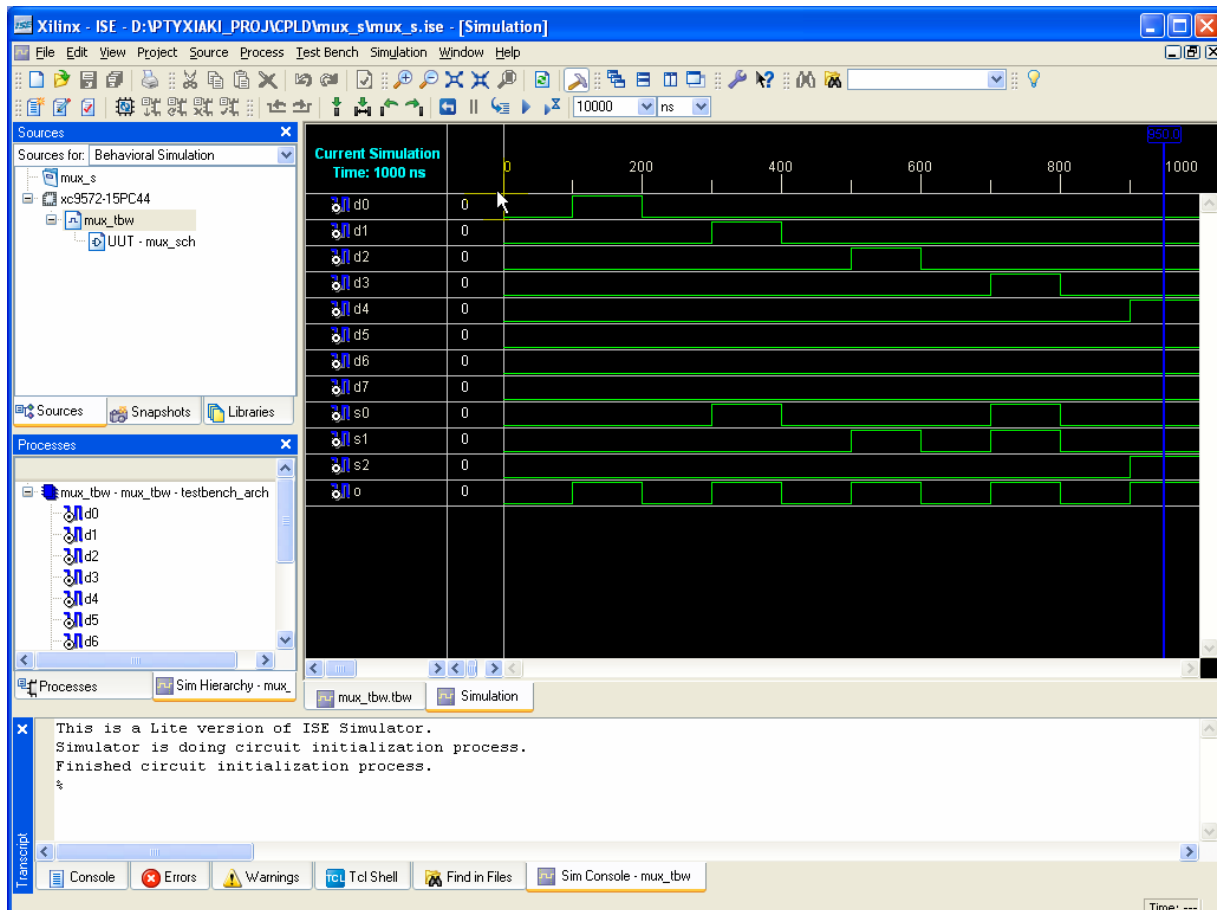 Xilinx - ISE - D:\PTYXIAKI_PROJ\CPLD\mux_s\mux_s.ise - [Simulation]
File Edit View Project Source Process Test Bench Simulation Window Help
10000 ns
Sources
Sources for: Behavioral Simulation
mux_s
xc9572-15PC44
mux_tbw
UUT - mux_sch
Sources Snapshots Libraries
Processes
mux_tbw - mux_tbw - testbench_arch
d0
d1
d2
d3
d4
d5
d6
Processes Sim Hierarchy - mux_
Current Simulation
Time: 1000 ns
950.0
0 200 400 600 800 1000
d0 0
d1 0
d2 0
d3 0
d4 0
d5 0
d6 0
d7 0
s0 0
s1 0
s2 0
o 0
mux_tbw.tbw Simulation
This is a Lite version of ISE Simulator.
Simulator is doing circuit initialization process.
Finished circuit initialization process.
%
Transcript
Console Errors Warnings TCL Tcl Shell Find in Files Sim Console - mux_tbw
Time: ---